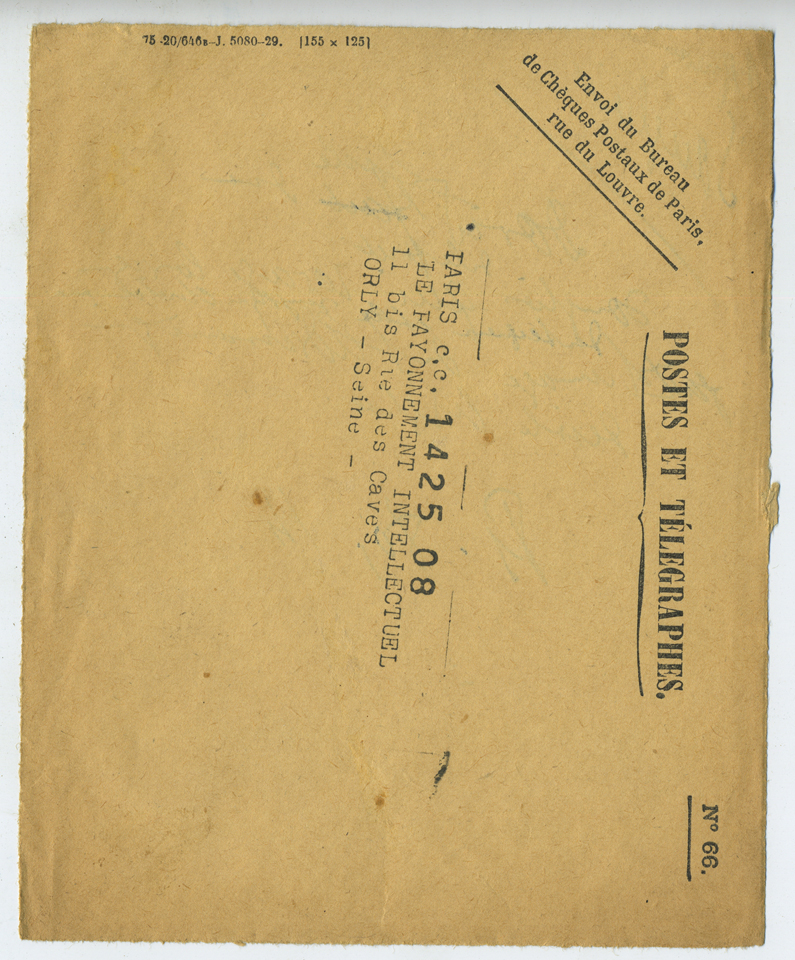 75-20/646B-J. 5080-29. [155 × 125]
Envoi du Bureau
de Chèques Postaux de Paris,
rue du Louvre.
POSTES ET TÉLÉGRAPHES.
N° 66.
PARIS c.c. 1425 08
LE RAYONNEMENT INTELLECTUEL
11 bis Rue des Caves
ORLY - Seine -